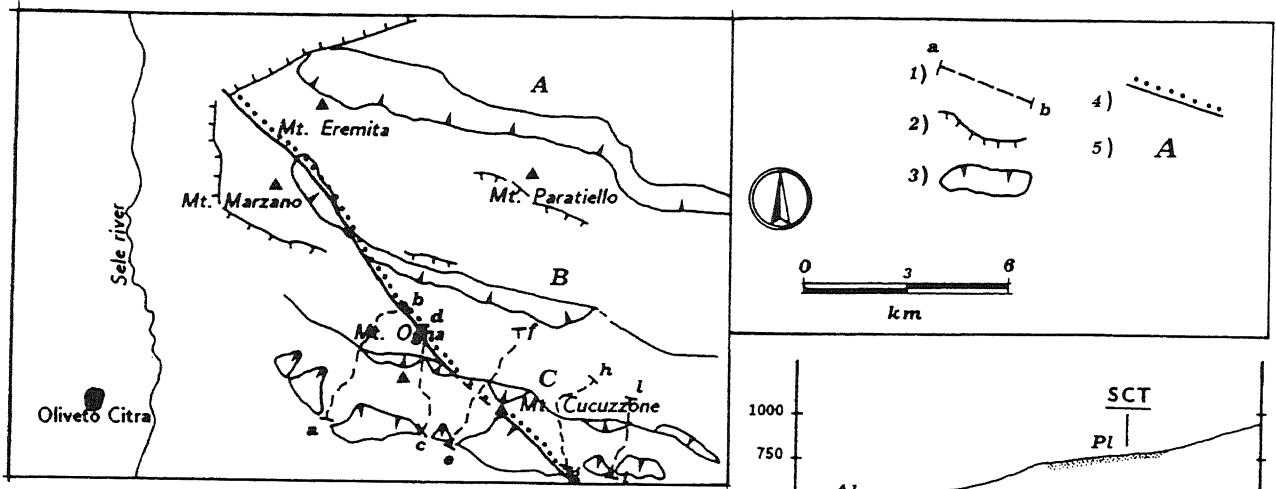 A
Mt. Eremita
Mt. Paratiello
Mt. Marzano
Sele river
B
b
d
Mt. Ogna
f
h
C
l
Mt. Cucuzzone
Oliveto Citra
a
c
e
a
1)
b
2)
3)
4)
5) A
0 3 6
km
SCT
1000
Pl
750